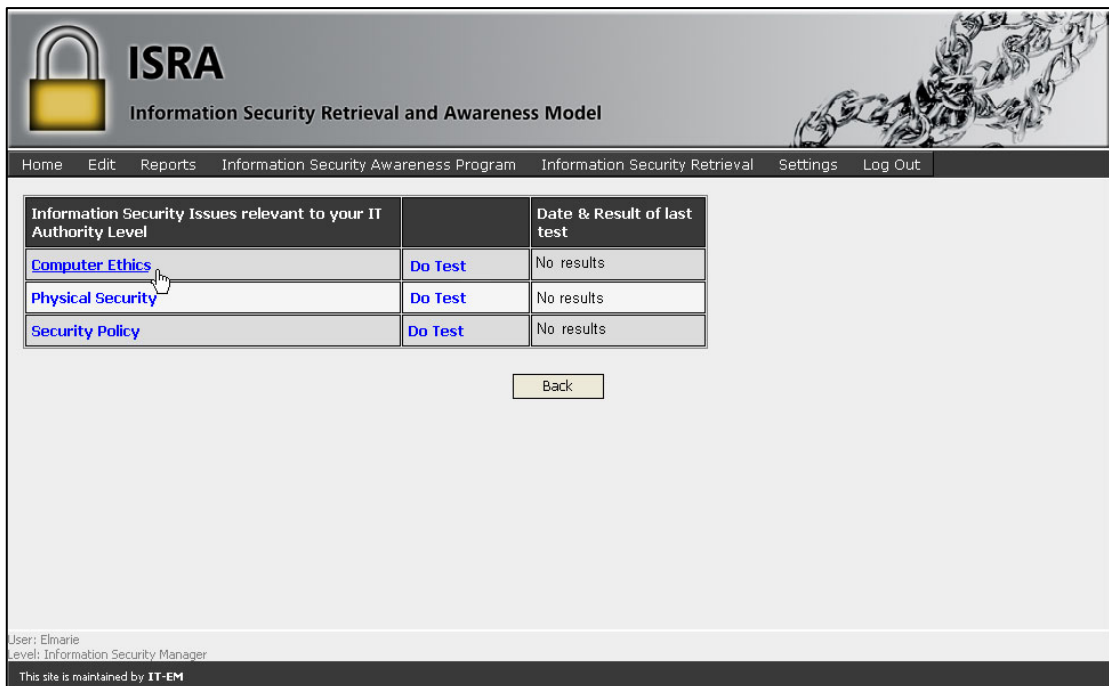 ISRA
Information Security Retrieval and Awareness Model
Home Edit Reports Information Security Awareness Program Information Security Retrieval Settings Log Out
Information Security Issues relevant to your IT Authority Level
Date & Result of last test
Computer Ethics Do Test No results
Physical Security Do Test No results
Security Policy Do Test No results
Back
User: Elmarie
Level: Information Security Manager
This site is maintained by IT-EM